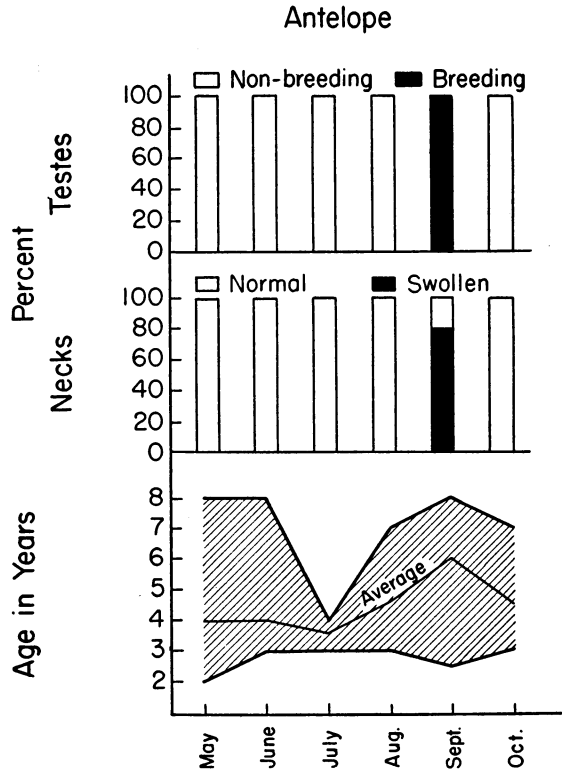 Antelope
Non-breeding Breeding
100
80
60
40
20
0
Testes
Percent
Normal Swollen
100
80
60
40
20
0
Necks
8
7
6
5
4
3
2
Age in Years
Average
May June July Aug. Sept. Oct.